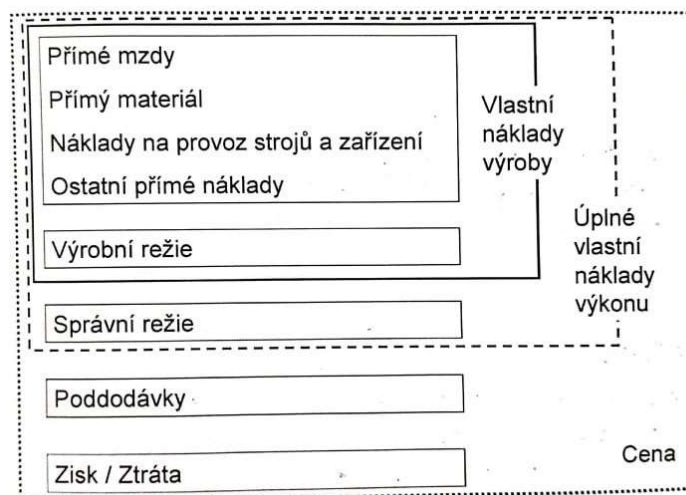 Přímé mzdy
Přímý materiál
Náklady na provoz strojů a zařízení
Ostatní přímé náklady
Výrobní režie
Vlastní
náklady
výroby
Správní režie
Úplné
vlastní
náklady
výkonu
Poddodávky
Zisk / Ztráta
Cena